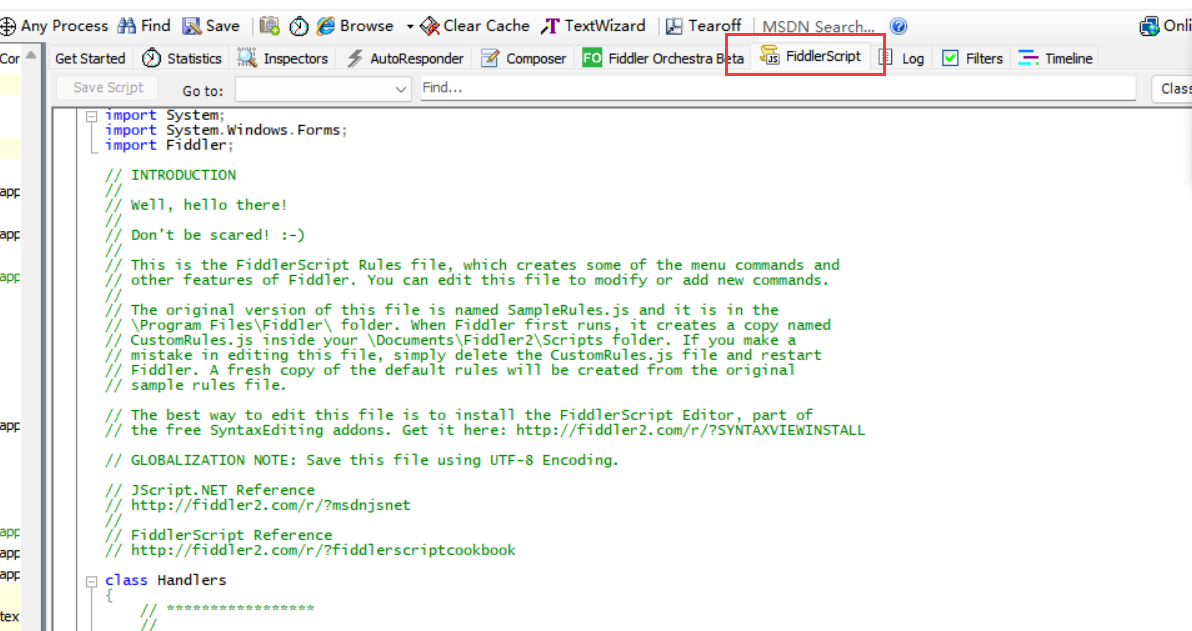 Any Process Find Save Browse Clear Cache TextWizard Tearoff MSDN Search... Onli
Cor Get Started Statistics Inspectors AutoResponder Composer FO Fiddler Orchestra Beta JS FiddlerScript Log Filters Timeline
Save Script Go to: Find... Class
import System;
import System.Windows.Forms;
import Fiddler;
// INTRODUCTION
//
// Well, hello there!
//
// Don't be scared! :-)
//
// This is the FiddlerScript Rules file, which creates some of the menu commands and
// other features of Fiddler. You can edit this file to modify or add new commands.
//
// The original version of this file is named SampleRules.js and it is in the
// \Program Files\Fiddler\ folder. When Fiddler first runs, it creates a copy named
// CustomRules.js inside your \Documents\Fiddler2\Scripts folder. If you make a
// mistake in editing this file, simply delete the CustomRules.js file and restart
// Fiddler. A fresh copy of the default rules will be created from the original
// sample rules file.
// The best way to edit this file is to install the FiddlerScript Editor, part of
// the free SyntaxEditing addons. Get it here: http://fiddler2.com/r/?SYNTAXVIEWINSTALL
// GLOBALIZATION NOTE: Save this file using UTF-8 Encoding.
// JScript.NET Reference
// http://fiddler2.com/r/?msdnjsnet
//
// FiddlerScript Reference
// http://fiddler2.com/r/?fiddlerscriptcookbook
class Handlers
{
// *****************
//
app
app
app
app
app
app
app
tex